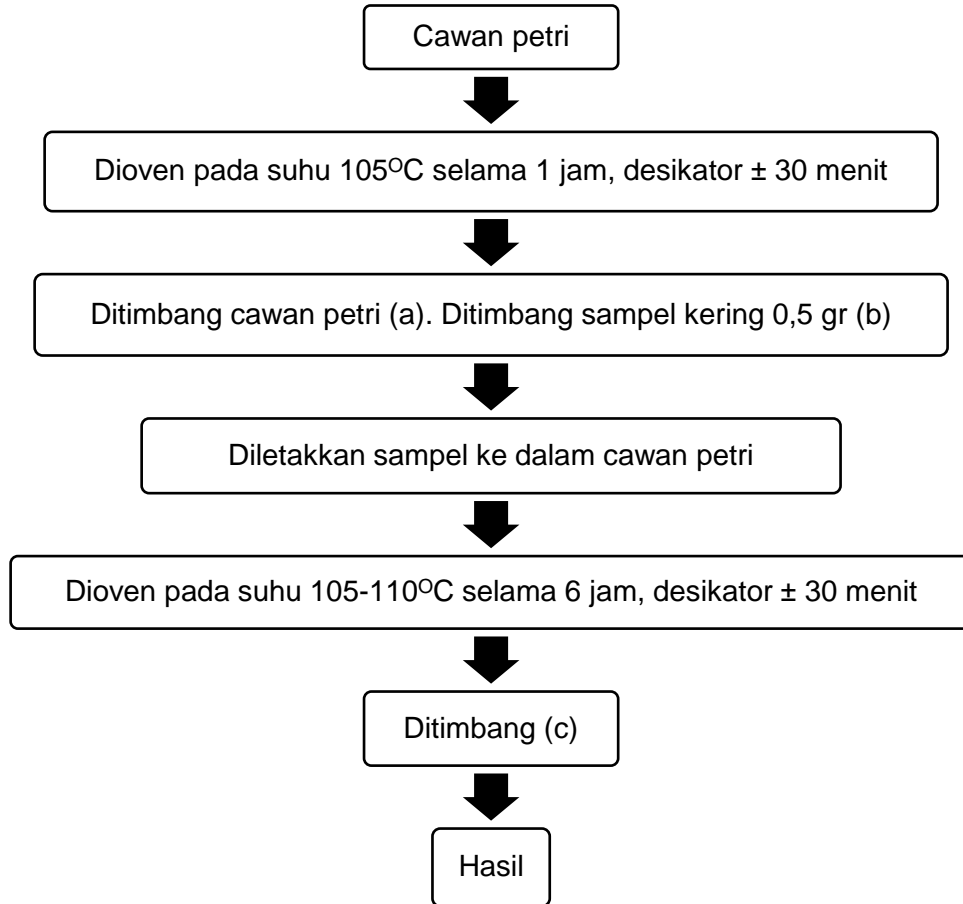 Cawan petri
Dioven pada suhu 105ᴼC selama 1 jam, desikator ± 30 menit
Ditimbang cawan petri (a). Ditimbang sampel kering 0,5 gr (b)
Diletakkan sampel ke dalam cawan petri
Dioven pada suhu 105-110ᴼC selama 6 jam, desikator ± 30 menit
Ditimbang (c)
Hasil